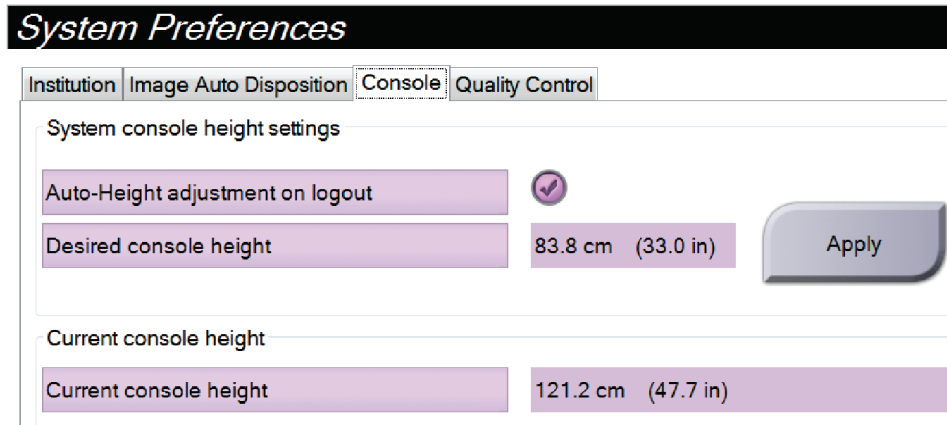 System Preferences
Institution Image Auto Disposition Console Quality Control
System console height settings
Auto-Height adjustment on logout
Desired console height 83.8 cm (33.0 in) Apply
Current console height
Current console height 121.2 cm (47.7 in)